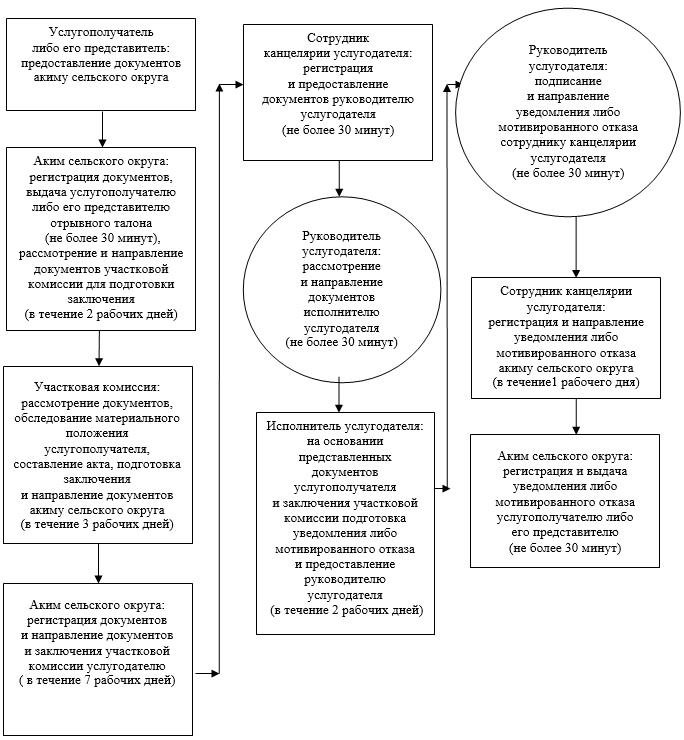 Услугополучатель
либо его представитель:
предоставление документов
акиму сельского округа
Аким сельского округа:
регистрация документов,
выдача услугополучателю
либо его представителю
отрывного талона
(не более 30 минут),
рассмотрение и направление
документов участковой
комиссии для подготовки
заключения
(в течение 2 рабочих дней)
Участковая комиссия:
рассмотрение документов,
обследование материального
положения
услугополучателя,
составление акта, подготовка
заключения
и направление документов
акиму сельского округа
(в течение 3 рабочих дней)
Аким сельского округа:
регистрация документов
и направление документов
и заключения участковой
комиссии услугодателю
( в течение 7 рабочих дней)
Сотрудник
канцелярии услугодателя:
регистрация
и предоставление
документов руководителю
услугодателя
(не более 30 минут)
Руководитель
услугодателя:
рассмотрение
и направление
документов
исполнителю
услугодателя
(не более 30 минут)
Исполнитель услугодателя:
на основании
представленных
документов
услугополучателя
и заключения участковой
комиссии подготовка
уведомления либо
мотивированного отказа
и предоставление
руководителю
услугодателя
(в течение 2 рабочих дней)
Руководитель
услугодателя:
подписание
и направление
уведомления либо
мотивированного отказа
сотруднику канцелярии
услугодателя
(не более 30 минут)
Сотрудник канцелярии
услугодателя:
регистрация и направление
уведомления либо
мотивированного отказа
акиму сельского округа
(в течение1 рабочего дня)
Аким сельского округа:
регистрация и выдача
уведомления либо
мотивированного отказа
услугополучателю либо
его представителю
(не более 30 минут)